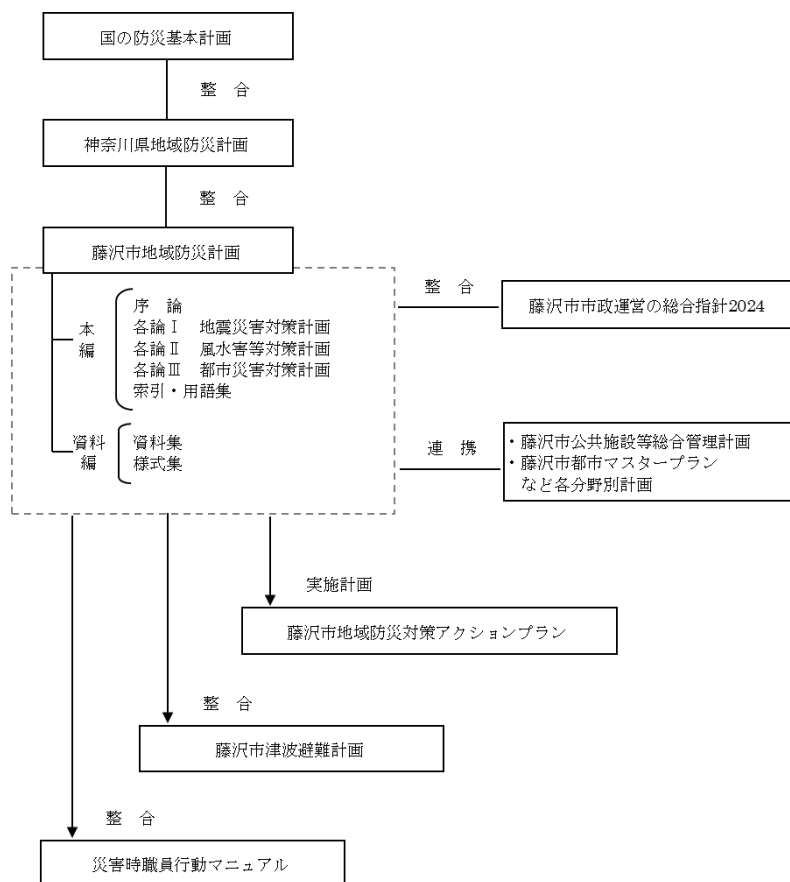 国の防災基本計画
整　合
神奈川県地域防災計画
整　合
藤沢市地域防災計画
本編
序　論
各論Ⅰ　地震災害対策計画
各論Ⅱ　風水害等対策計画
各論Ⅲ　都市災害対策計画
索引・用語集
資料編
資料集
様式集
整　合
藤沢市市政運営の総合指針2024
連　携
・藤沢市公共施設等総合管理計画
・藤沢市都市マスタープラン
など各分野別計画
実施計画
藤沢市地域防災対策アクションプラン
整　合
藤沢市津波避難計画
整　合
災害時職員行動マニュアル